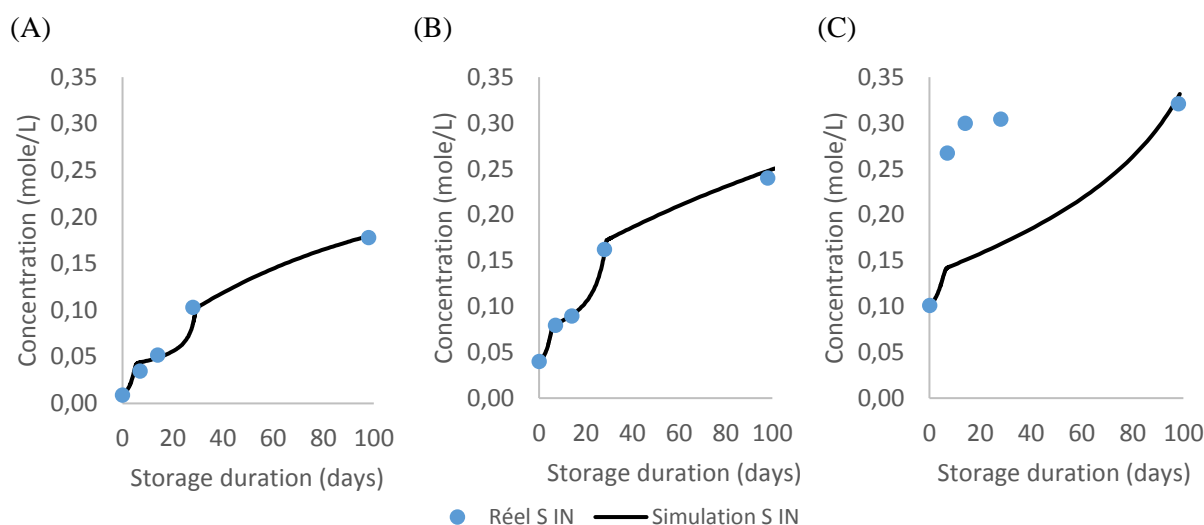 (A)
(B)
(C)
Concentration (mole/L)
0,35
0,30
0,25
0,20
0,15
0,10
0,05
0,00
0 20 40 60 80 100
Storage duration (days)
Concentration (mole/L)
0,35
0,30
0,25
0,20
0,15
0,10
0,05
0,00
0 20 40 60 80 100
Storage duration (days)
Concentration (mole/L)
0,35
0,30
0,25
0,20
0,15
0,10
0,05
0,00
0 20 40 60 80 100
Storage duration (days)
Réel S IN
Simulation S IN